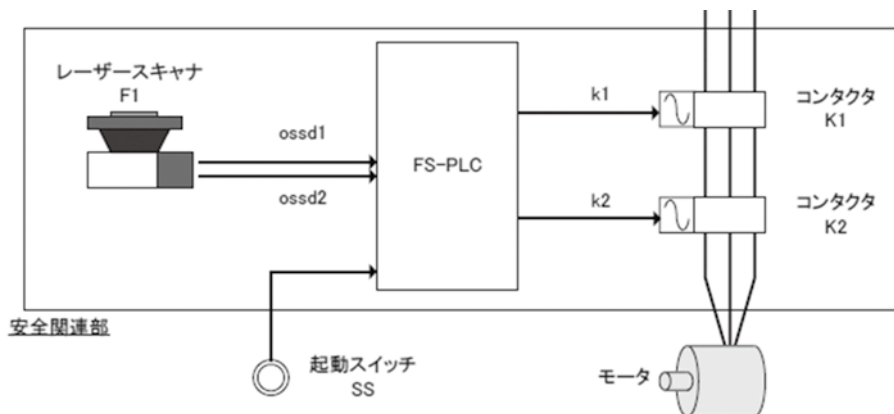 レーザースキャナ
F1
ossd1
ossd2
FS-PLC
k1
k2
コンタクタ
K1
コンタクタ
K2
安全関連部
起動スイッチ
SS
モータ